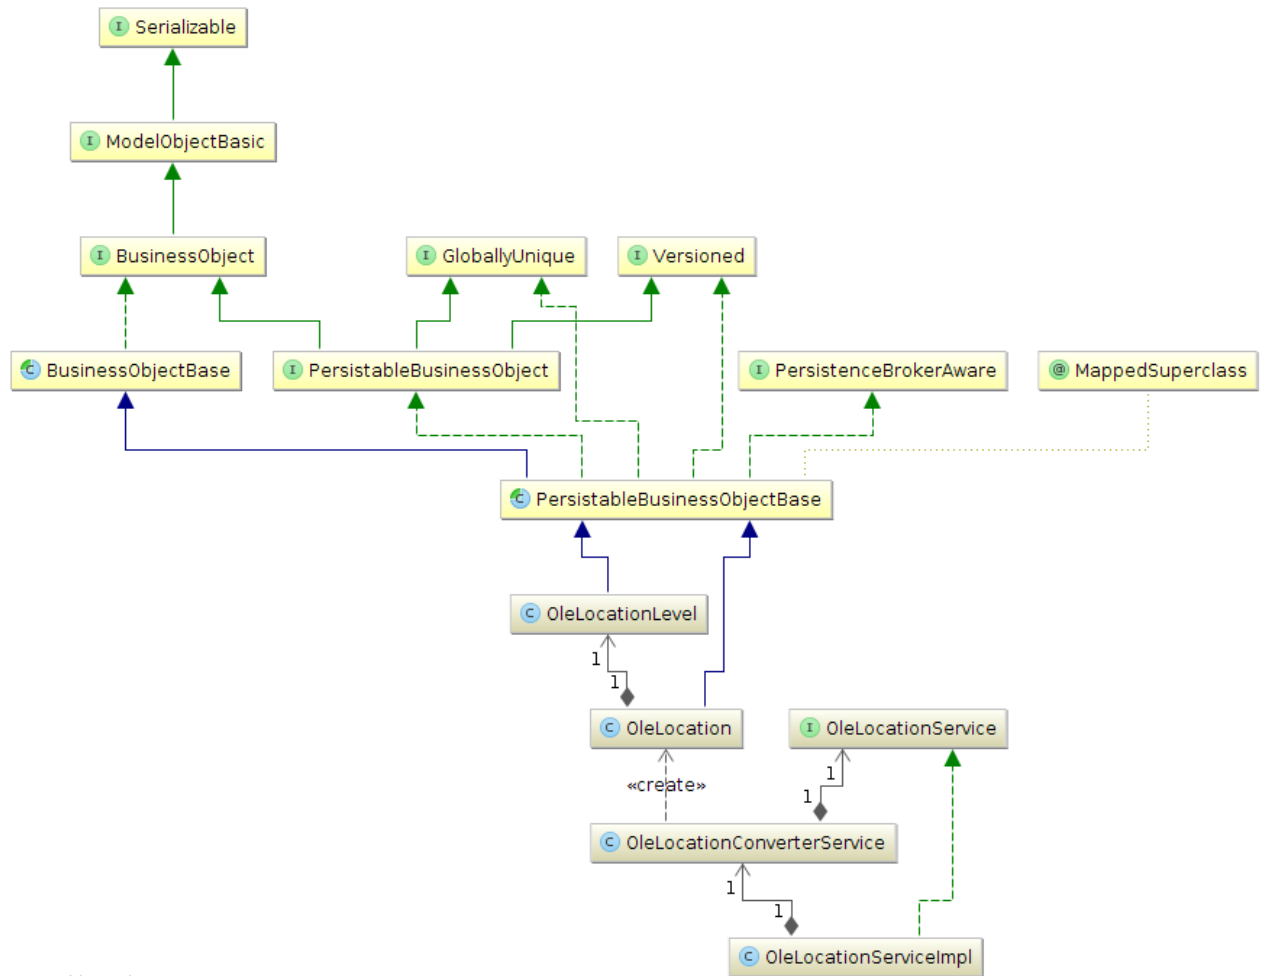 I Serializable
I ModelObjectBasic
I BusinessObject
I GloballyUnique
I Versioned
C BusinessObjectBase
I PersistableBusinessObject
I PersistenceBrokerAware
@ MappedSuperclass
C PersistableBusinessObjectBase
C OleLocationLevel
1
1
C OleLocation
I OleLocationService
«create»
1
1
C OleLocationConverterService
1
1
C OleLocationServiceImpl